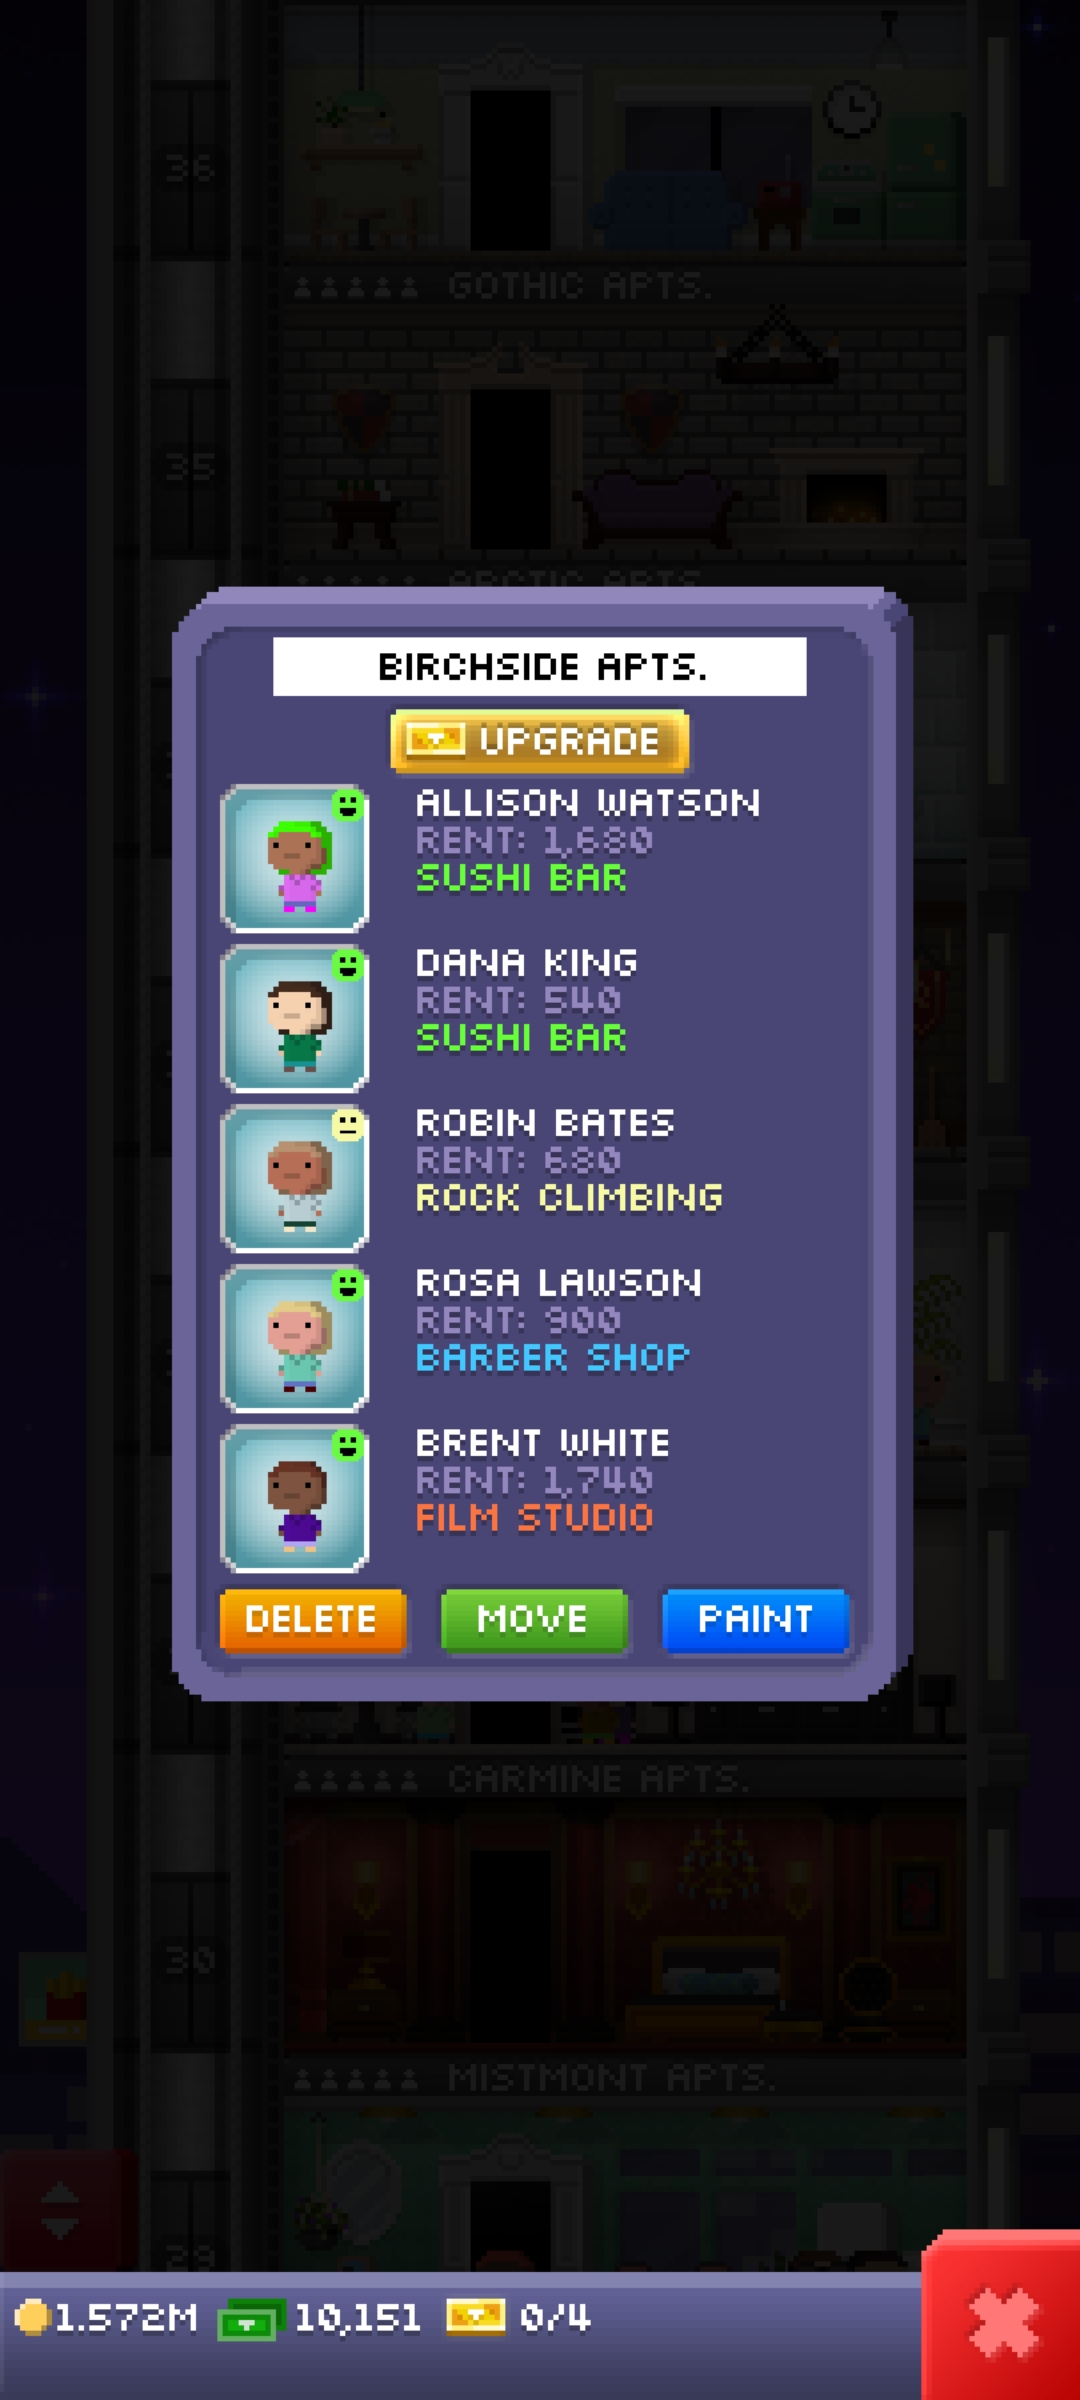 36
GOTHIC APTS.
35
ARCTIC APTS.
BIRCHSIDE APTS.
UPGRADE
ALLISON WATSON
RENT: 1,680
SUSHI BAR
DANA KING
RENT: 540
SUSHI BAR
ROBIN BATES
RENT: 680
ROCK CLIMBING
ROSA LAWSON
RENT: 900
BARBER SHOP
BRENT WHITE
RENT: 1,740
FILM STUDIO
DELETE
MOVE
PAINT
CARMINE APTS.
30
MISTMONT APTS.
29
1.572M
10,151
0/4